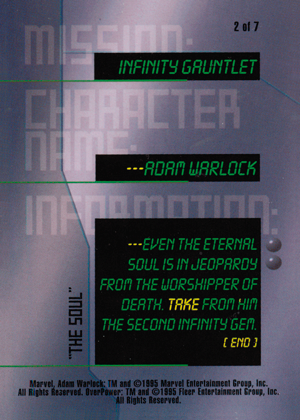 2 of 7
MISSION:
INFINITY GAUNTLET
CHARACTER
NAME:
---ADAM WARLOCK
INFORMATION:
---EVEN THE ETERNAL
SOUL IS IN JEOPARDY
FROM THE WORSHIPPER OF
DEATH. TAKE FROM HIM
THE SECOND INFINITY GEM.
[ END ]
"THE SOUL"
Marvel, Adam Warlock: TM and ©1995 Marvel Entertainment Group, Inc.
All Rights Reserved. OverPower: TM and ©1995 Fleer Entertainment Group, Inc.
All Rights Reserved.